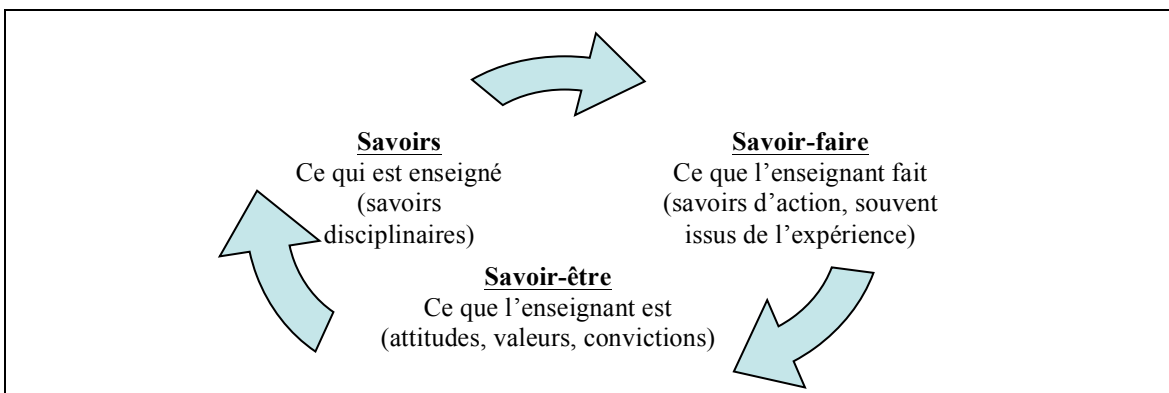 Savoirs
Ce qui est enseigné
(savoirs
disciplinaires)
Savoir-faire
Ce que l’enseignant fait
(savoirs d’action, souvent
issus de l’expérience)
Savoir-être
Ce que l’enseignant est
(attitudes, valeurs, convictions)